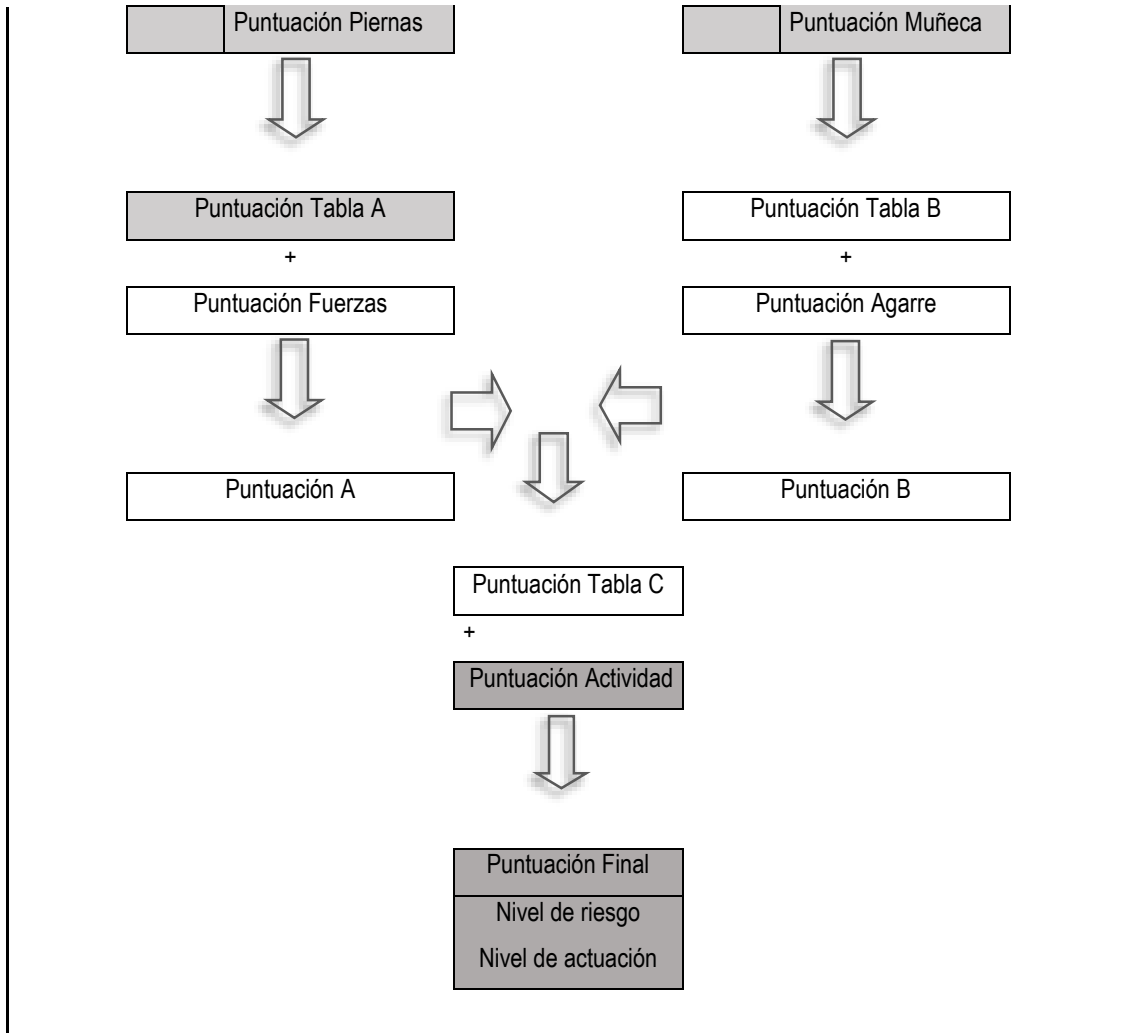 Puntuación Piernas
Puntuación Muñeca
Puntuación Tabla A
Puntuación Tabla B
+
+
Puntuación Fuerzas
Puntuación Agarre
Puntuación A
Puntuación B
Puntuación Tabla C
+
Puntuación Actividad
Puntuación Final
Nivel de riesgo
Nivel de actuación